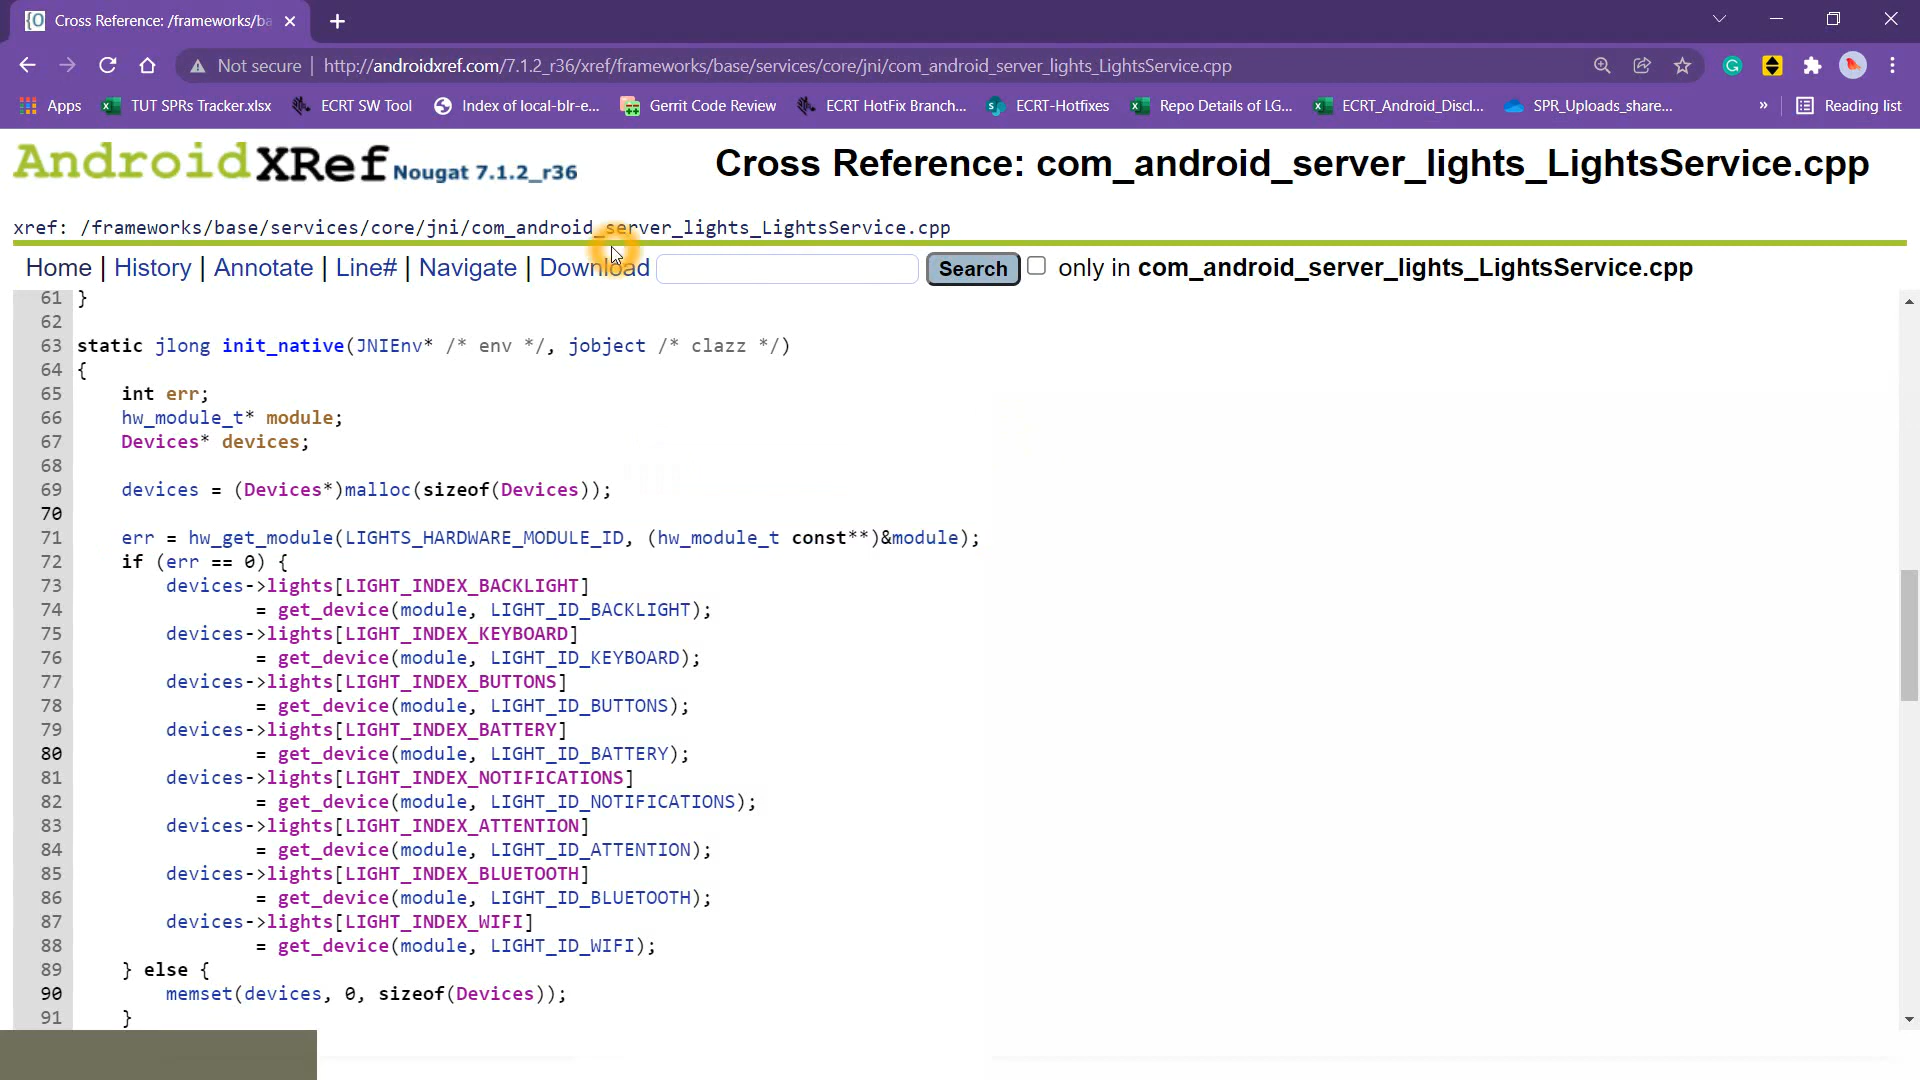 Cross Reference: /frameworks/ba
Not secure | http://androidxref.com/7.1.2_r36/xref/frameworks/base/services/core/jni/com_android_server_lights_LightsService.cpp
Apps TUT SPRs Tracker.xlsx ECRT SW Tool Index of local-blr-e... Gerrit Code Review ECRT HotFix Branch... ECRT-Hotfixes Repo Details of LG... ECRT_Android_Discl... SPR_Uploads_share... » Reading list
AndroidXRef Nougat 7.1.2_r36 Cross Reference: com_android_server_lights_LightsService.cpp
xref: /frameworks/base/services/core/jni/com_android_server_lights_LightsService.cpp
Home | History | Annotate | Line# | Navigate | Download Search only in com_android_server_lights_LightsService.cpp
61 }
62
63 static jlong init_native(JNIEnv* /* env */, jobject /* clazz */)
64 {
65     int err;
66     hw_module_t* module;
67     Devices* devices;
68
69     devices = (Devices*)malloc(sizeof(Devices));
70
71     err = hw_get_module(LIGHTS_HARDWARE_MODULE_ID, (hw_module_t const**)&module);
72     if (err == 0) {
73         devices->lights[LIGHT_INDEX_BACKLIGHT]
74                 = get_device(module, LIGHT_ID_BACKLIGHT);
75         devices->lights[LIGHT_INDEX_KEYBOARD]
76                 = get_device(module, LIGHT_ID_KEYBOARD);
77         devices->lights[LIGHT_INDEX_BUTTONS]
78                 = get_device(module, LIGHT_ID_BUTTONS);
79         devices->lights[LIGHT_INDEX_BATTERY]
80                 = get_device(module, LIGHT_ID_BATTERY);
81         devices->lights[LIGHT_INDEX_NOTIFICATIONS]
82                 = get_device(module, LIGHT_ID_NOTIFICATIONS);
83         devices->lights[LIGHT_INDEX_ATTENTION]
84                 = get_device(module, LIGHT_ID_ATTENTION);
85         devices->lights[LIGHT_INDEX_BLUETOOTH]
86                 = get_device(module, LIGHT_ID_BLUETOOTH);
87         devices->lights[LIGHT_INDEX_WIFI]
88                 = get_device(module, LIGHT_ID_WIFI);
89     } else {
90         memset(devices, 0, sizeof(Devices));
91     }